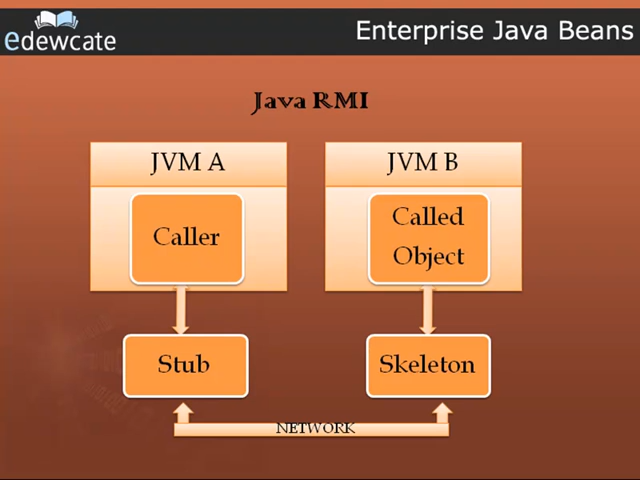 edewcate
Enterprise Java Beans
Java RMI
JVM A
JVM B
Caller
Called
Object
Stub
Skeleton
NETWORK